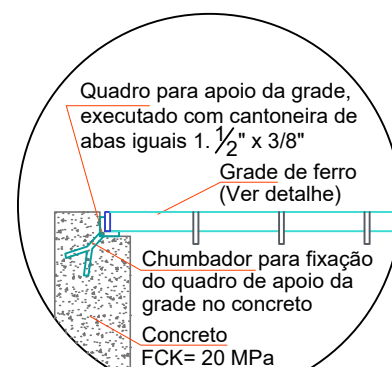 Quadro para apoio da grade,
executado com cantoneira de
abas iguais 1. 1/2" x 3/8"
Grade de ferro
(Ver detalhe)
Chumbador para fixação
do quadro de apoio da
grade no concreto
Concreto
FCK= 20 MPa